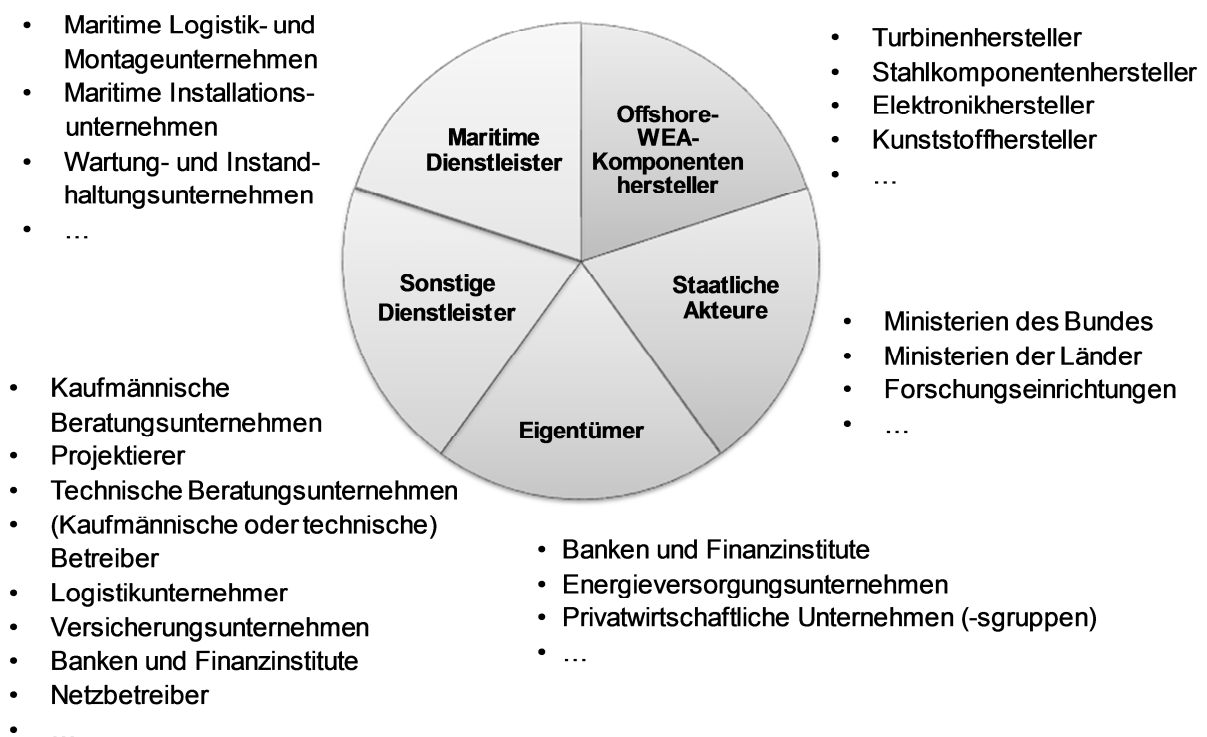 • Maritime Logistik- und
Montageunternehmen
• Maritime Installations-
unternehmen
• Wartung- und Instand-
haltungsunternehmen
• …
Maritime
Dienstleister
Offshore-
WEA-
Komponenten
hersteller
• Turbinenhersteller
• Stahlkomponentenhersteller
• Elektronikhersteller
• Kunststoffhersteller
• …
Sonstige
Dienstleister
Staatliche
Akteure
• Ministerien des Bundes
• Ministerien der Länder
• Forschungseinrichtungen
• …
Eigentümer
• Kaufmännische
Beratungsunternehmen
• Projektierer
• Technische Beratungsunternehmen
• (Kaufmännische oder technische)
Betreiber
• Logistikunternehmer
• Versicherungsunternehmen
• Banken und Finanzinstitute
• Netzbetreiber
• …
• Banken und Finanzinstitute
• Energieversorgungsunternehmen
• Privatwirtschaftliche Unternehmen (-sgruppen)
• …